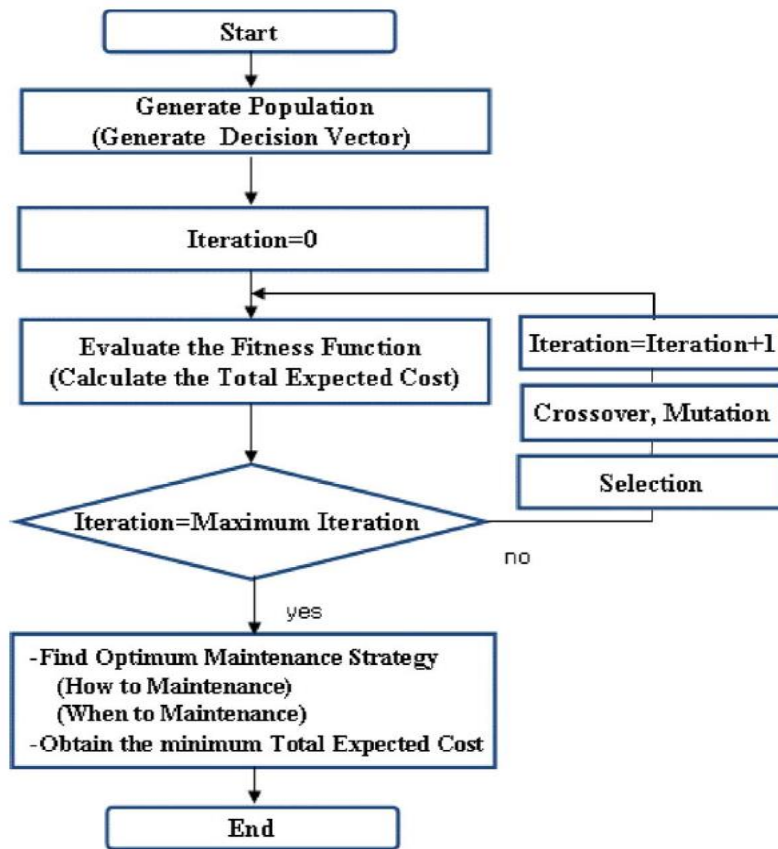 Start
Generate Population
(Generate Decision Vector)
Iteration=0
Evaluate the Fitness Function
(Calculate the Total Expected Cost)
Iteration=Iteration+1
Crossover, Mutation
Selection
Iteration=Maximum Iteration
no
yes
-Find Optimum Maintenance Strategy
(How to Maintenance)
(When to Maintenance)
-Obtain the minimum Total Expected Cost
End